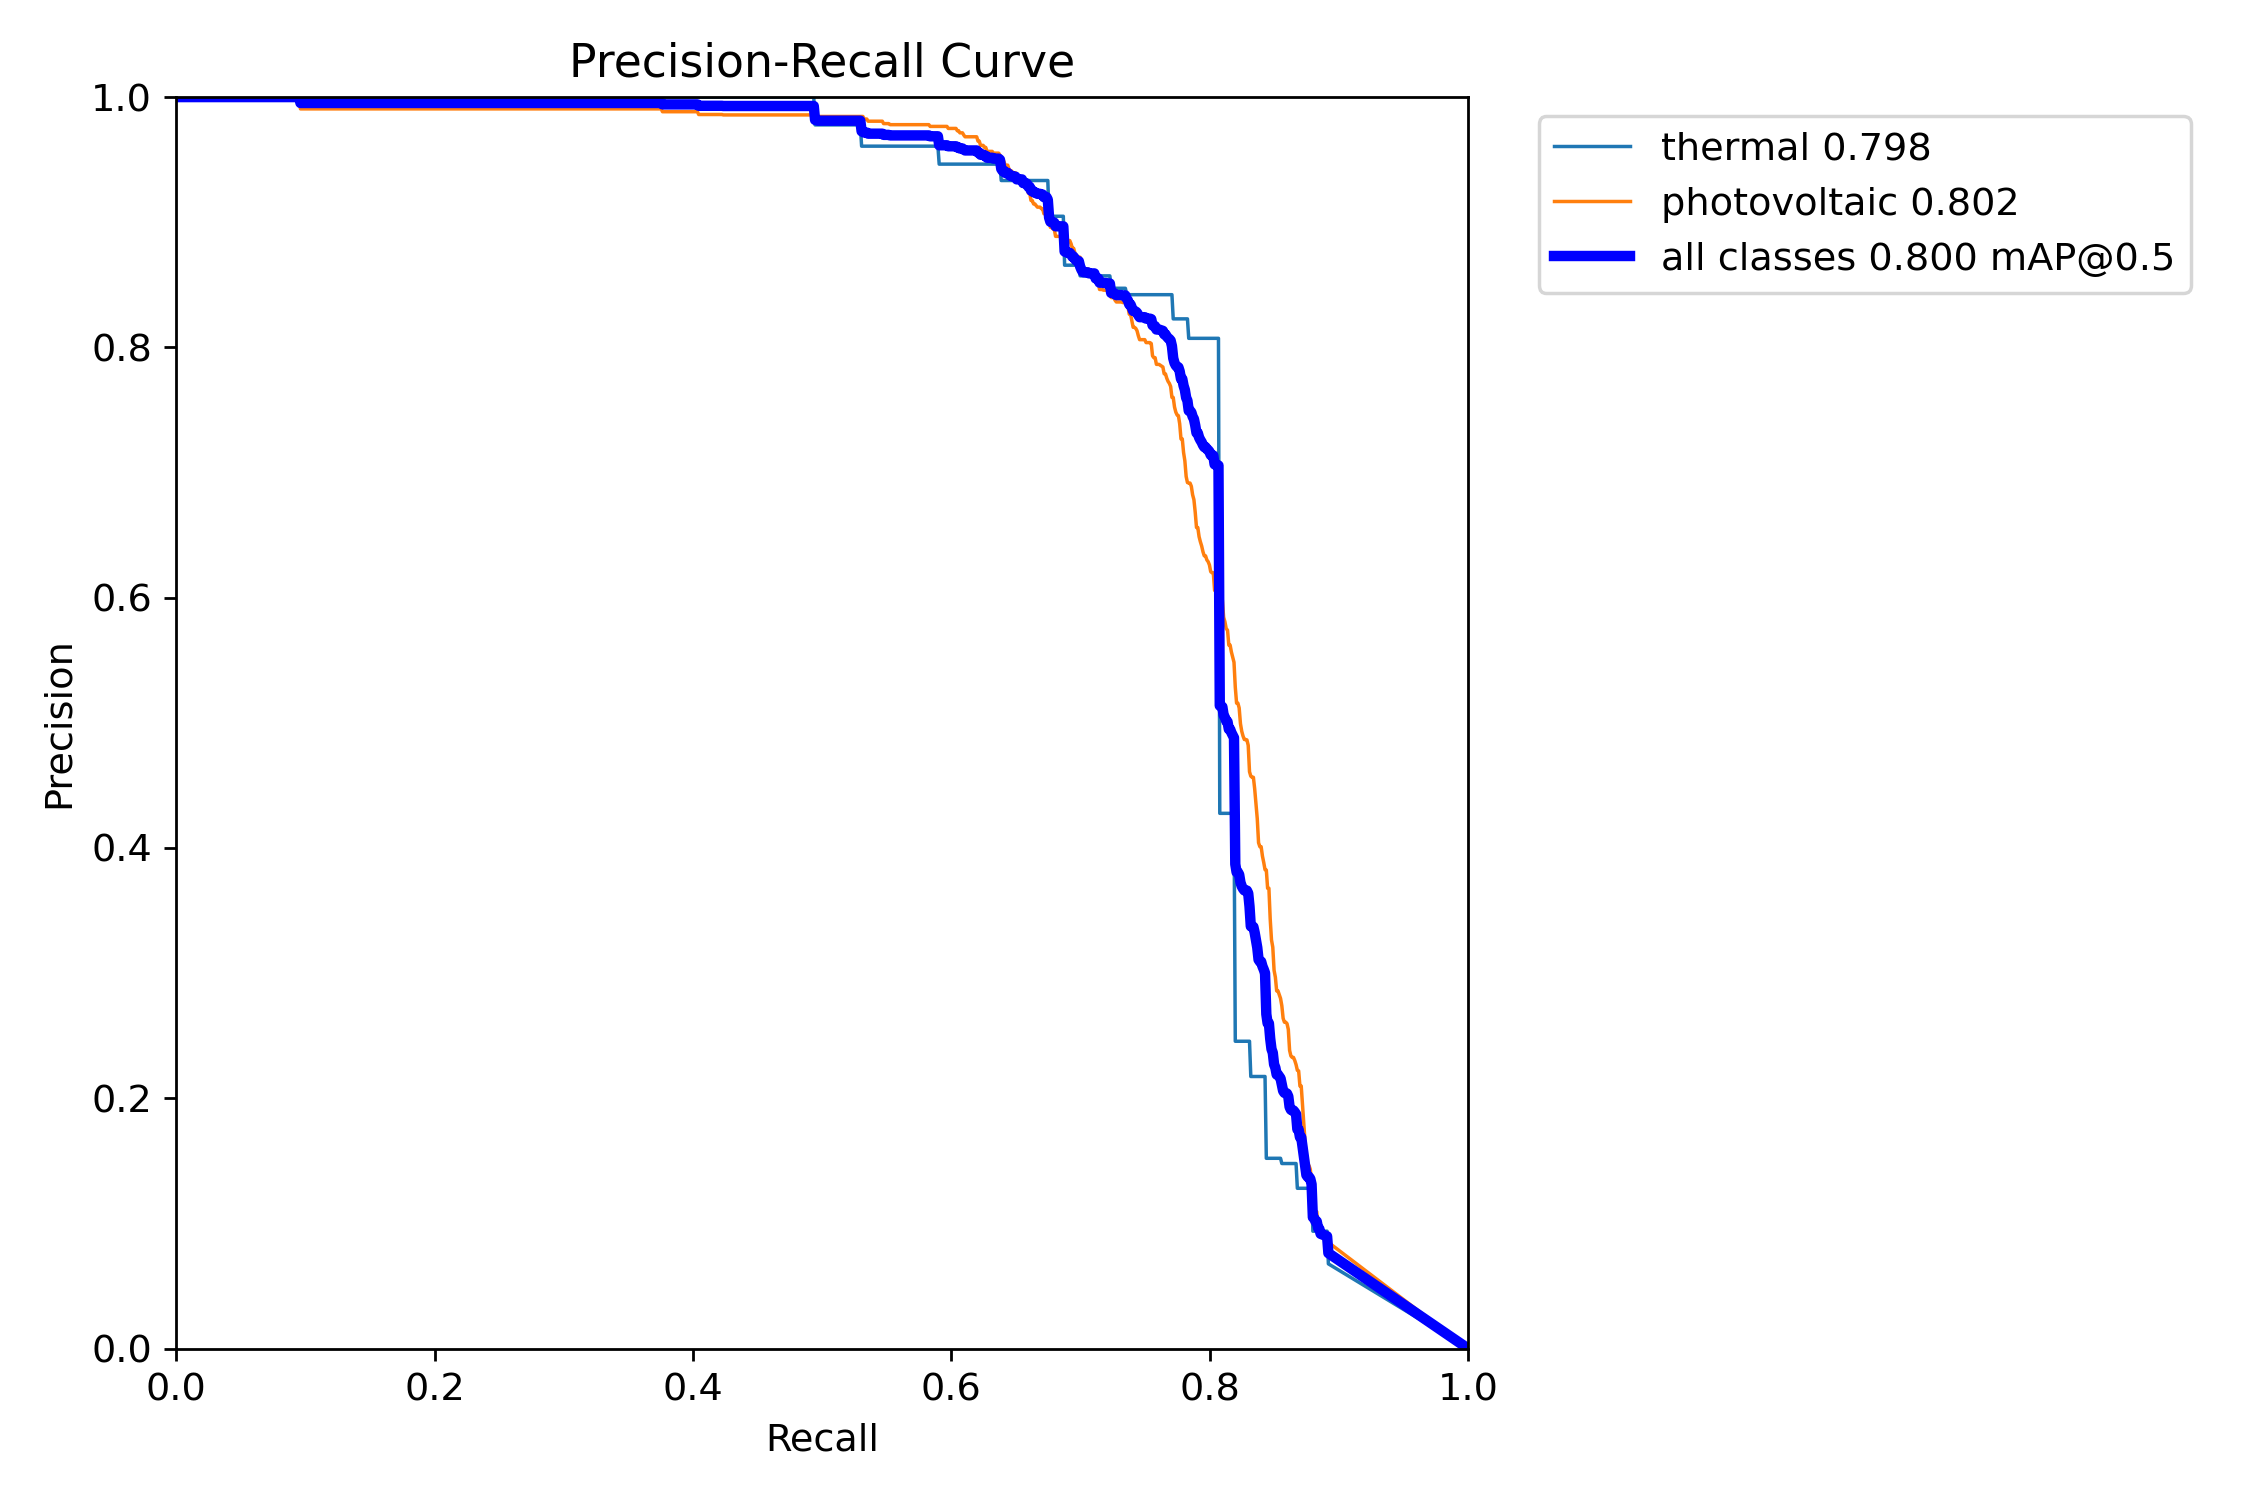 Precision-Recall Curve
1.0
0.8
0.6
0.4
0.2
0.0
Precision
0.0 0.2 0.4 0.6 0.8 1.0
Recall
thermal 0.798
photovoltaic 0.802
all classes 0.800 mAP@0.5